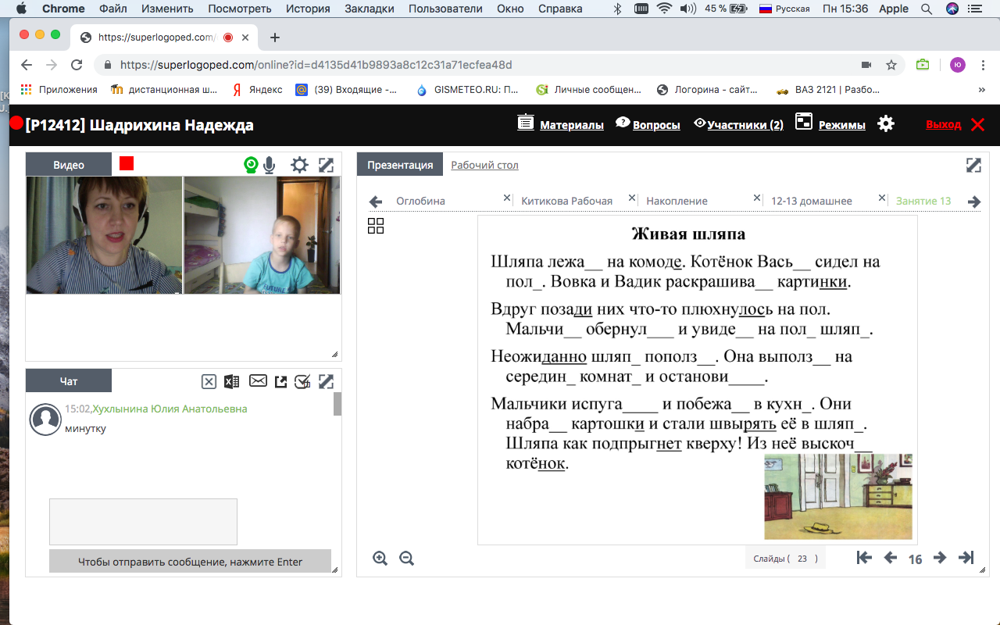 Chrome Файл Изменить Посмотреть История Закладки Пользователи Окно Справка 45 % Русская Пн 15:36 Apple
https://superlogoped.com/
https://superlogoped.com/online?id=d4135d41b9893a8c12c31a71ecfea48d Ю
Приложения дистанционная ш... Яндекс (39) Входящие -... GISMETEO.RU: П... Личные сообщен... Логорина - сайт... ВАЗ 2121 | Разбо... »
[P12412] Шадрихина Надежда Материалы Вопросы Участники (2) Режимы Выход
Видео
Презентация Рабочий стол
Оглобина Китикова Рабочая Накопление 12-13 домашнее Занятие 13
Живая шляпа
Шляпа лежа__ на комоде. Котёнок Вась__ сидел на
пол_. Вовка и Вадик раскрашива__ картинки.
Вдруг позади них что-то плюхнулось на пол.
Мальчи__ обернул___ и увиде__ на пол_ шляп_.
Неожиданно шляп_ пополз__. Она выполз__ на
середин_ комнат_ и останови____.
Мальчики испуга____ и побежа__ в кухн_. Они
набра__ картошки и стали швырять её в шляп_.
Шляпа как подпрыгнет кверху! Из неё выскоч__
котёнок.
Чат
15:02,Хухлынина Юлия Анатольевна
минутку
Чтобы отправить сообщение, нажмите Enter
Слайды ( 23 ) 16